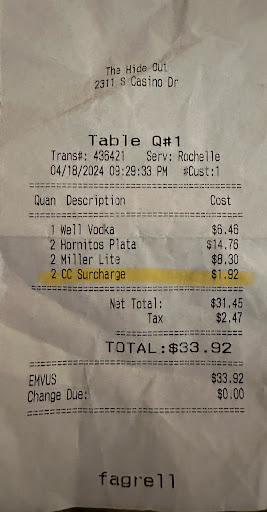 The Hide Out
2311 S Casino Dr
Table Q#1
Trans#: 436421 Serv: Rochelle
04/18/2024 09:29:33 PM #Cust:1
Quan Description Cost
1 Well Vodka $6.46
2 Hornitos Plata $14.76
2 Miller Lite $8.30
2 CC Surcharge $1.92
Net Total: $31.45
Tax $2.47
TOTAL:$33.92
EMVUS $33.92
Change Due: $0.00
fagrell